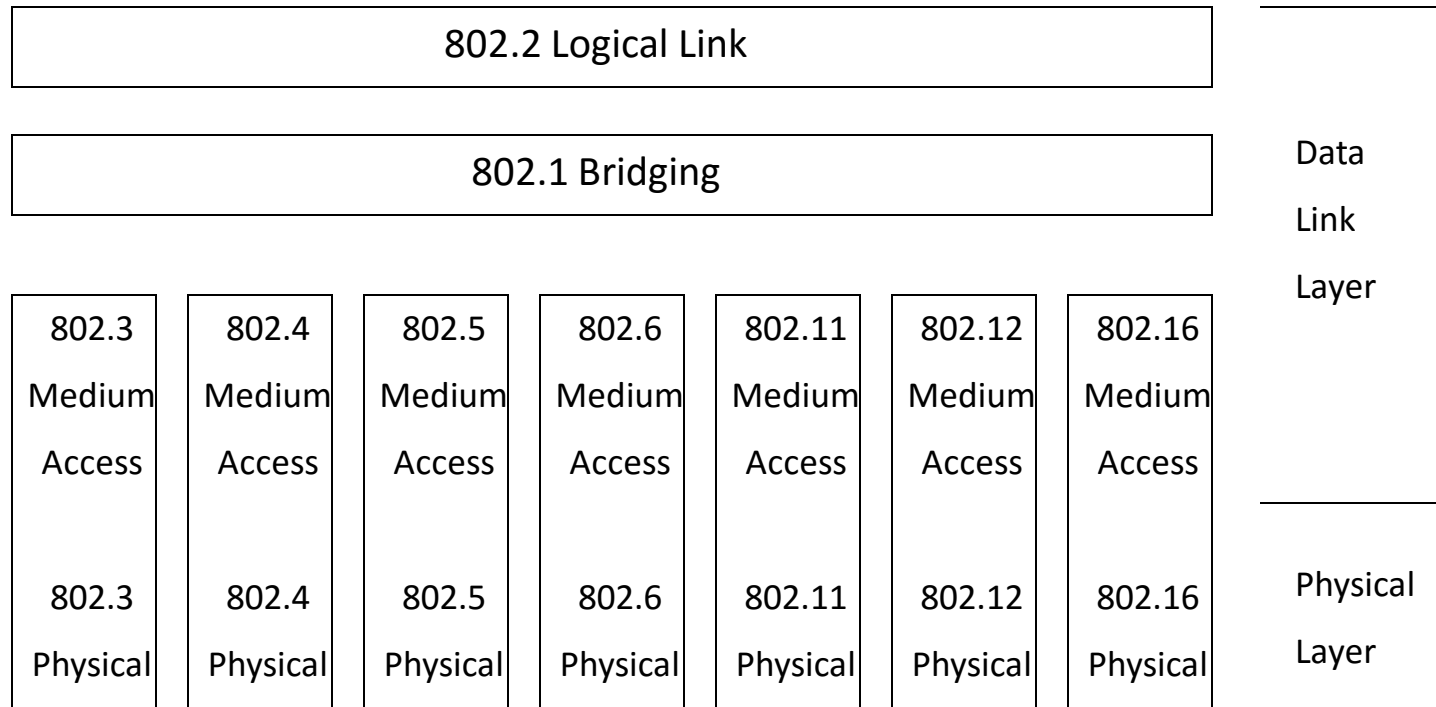 802.2 Logical Link
802.1 Bridging
Data
Link
Layer
802.3
Medium
Access
802.3
Physical
802.4
Medium
Access
802.4
Physical
802.5
Medium
Access
802.5
Physical
802.6
Medium
Access
802.6
Physical
802.11
Medium
Access
802.11
Physical
802.12
Medium
Access
802.12
Physical
802.16
Medium
Access
802.16
Physical
Physical
Layer